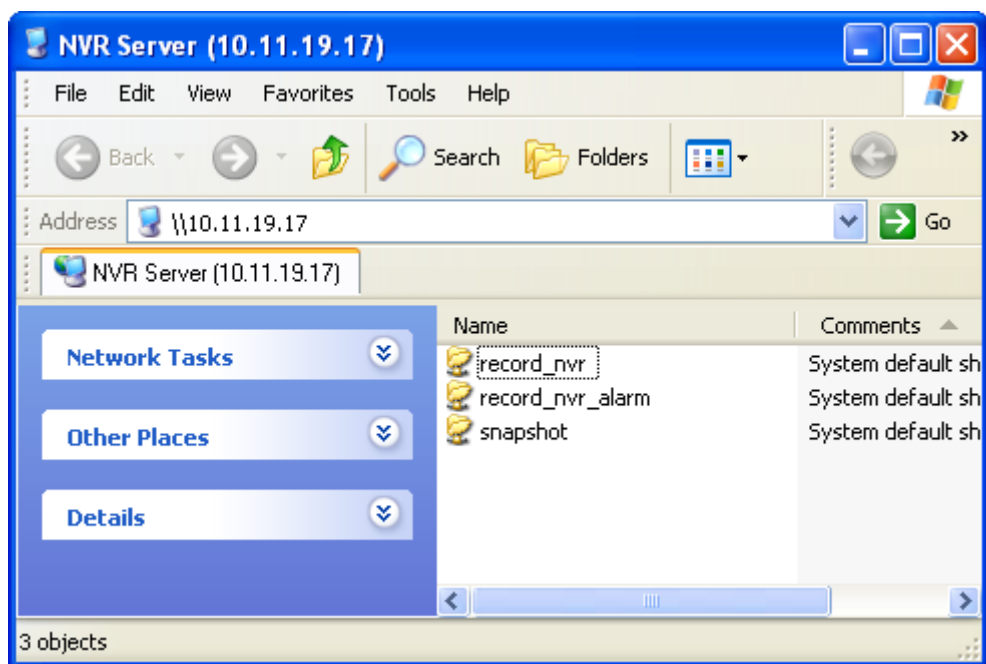 NVR Server (10.11.19.17)
File Edit View Favorites Tools Help
Back Search Folders »
Address \\10.11.19.17 Go
NVR Server (10.11.19.17)
Name Comments
Network Tasks
Other Places
Details
record_nvr System default sh
record_nvr_alarm System default sh
snapshot System default sh
3 objects